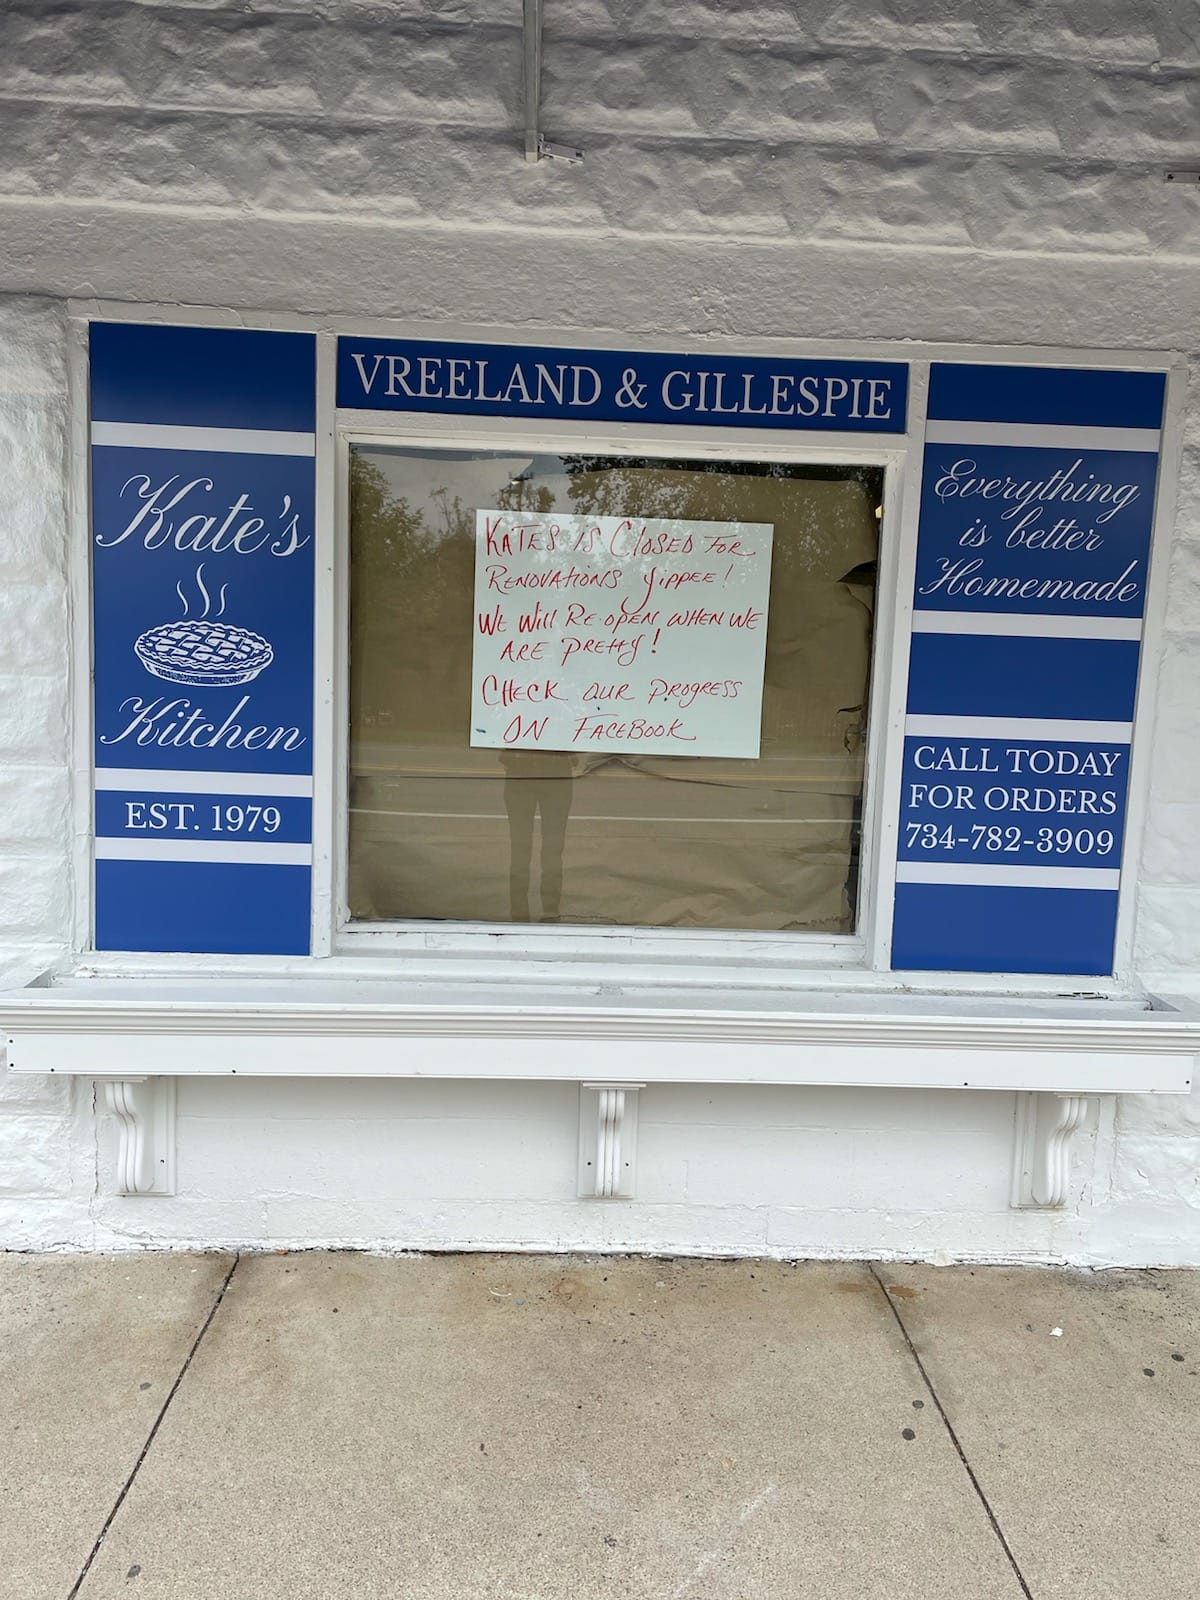 VREELAND & GILLESPIE
Kate's
Kitchen
EST. 1979
KATES IS CLOSED FOR
RENOVATIONS YIPPEE!
WE WILL RE-OPEN WHEN WE
ARE PRETTY!
CHECK OUR PROGRESS
ON FACEBOOK
Everything
is better
Homemade
CALL TODAY
FOR ORDERS
734-782-3909